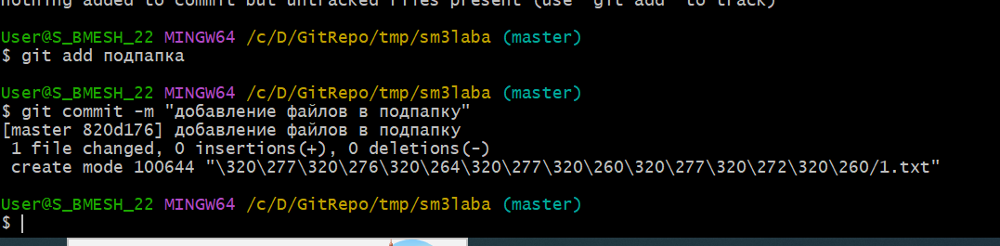 nothing added to commit but untracked files present (use "git add" to track)
User@S_BMESH_22 MINGW64 /c/D/GitRepo/tmp/sm3laba (master)
$ git add подпапка
User@S_BMESH_22 MINGW64 /c/D/GitRepo/tmp/sm3laba (master)
$ git commit -m "добавление файлов в подпапку"
[master 820d176] добавление файлов в подпапку
1 file changed, 0 insertions(+), 0 deletions(-)
create mode 100644 "\320\277\320\276\320\264\320\277\320\260\320\277\320\272\320\260/1.txt"
User@S_BMESH_22 MINGW64 /c/D/GitRepo/tmp/sm3laba (master)
$